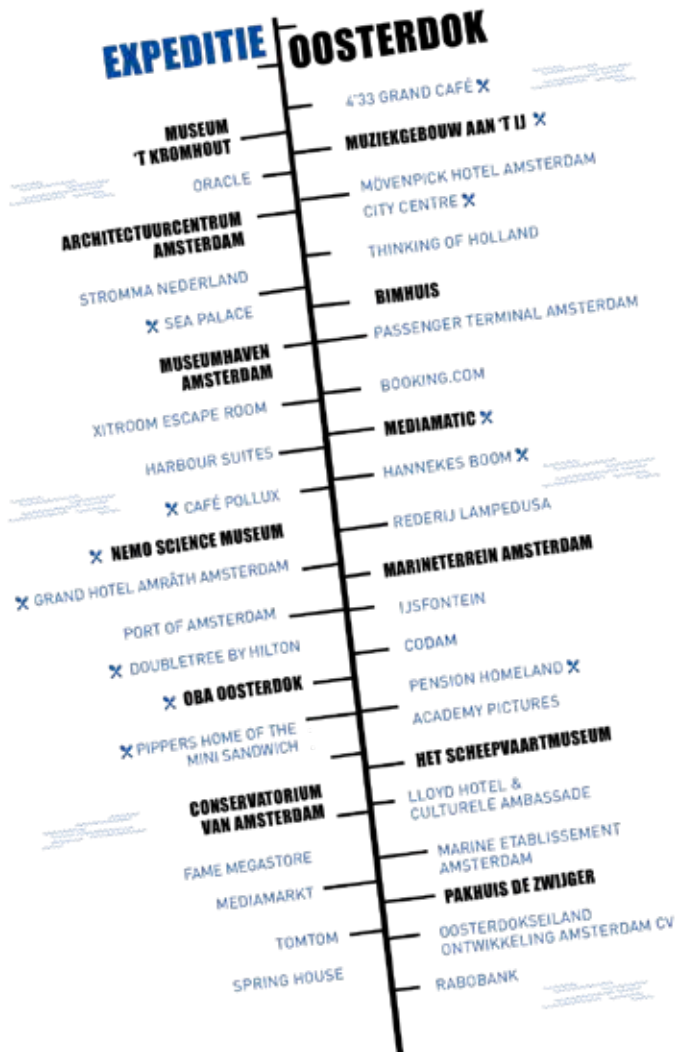 EXPEDITIE OOSTERDOK
MUSEUM
'T KROMHOUT
ORACLE
ARCHITECTUURCENTRUM
AMSTERDAM
STROMMA NEDERLAND
SEA PALACE
MUSEUMHAVEN
AMSTERDAM
XITROOM ESCAPE ROOM
HARBOUR SUITES
CAFÉ POLLUX
NEMO SCIENCE MUSEUM
GRAND HOTEL AMRÂTH AMSTERDAM
PORT OF AMSTERDAM
DOUBLETREE BY HILTON
OBA OOSTERDOK
PIPPERS HOME OF THE
MINI SANDWICH
CONSERVATORIUM
VAN AMSTERDAM
FAME MEGASTORE
MEDIAMARKT
TOMTOM
SPRING HOUSE
4'33 GRAND CAFÉ
MUZIEKGEBOUW AAN 'T IJ
MÖVENPICK HOTEL AMSTERDAM
CITY CENTRE
THINKING OF HOLLAND
BIMHUIS
PASSENGER TERMINAL AMSTERDAM
BOOKING.COM
MEDIAMATIC
HANNEKES BOOM
REDERIJ LAMPEDUSA
MARINETERREIN AMSTERDAM
IJSFONTEIN
CODAM
PENSION HOMELAND
ACADEMY PICTURES
HET SCHEEPVAARTMUSEUM
LLOYD HOTEL &
CULTURELE AMBASSADE
MARINE ETABLISSEMENT
AMSTERDAM
PAKHUIS DE ZWIJGER
OOSTERDOKSEILAND
ONTWIKKELING AMSTERDAM CV
RABOBANK